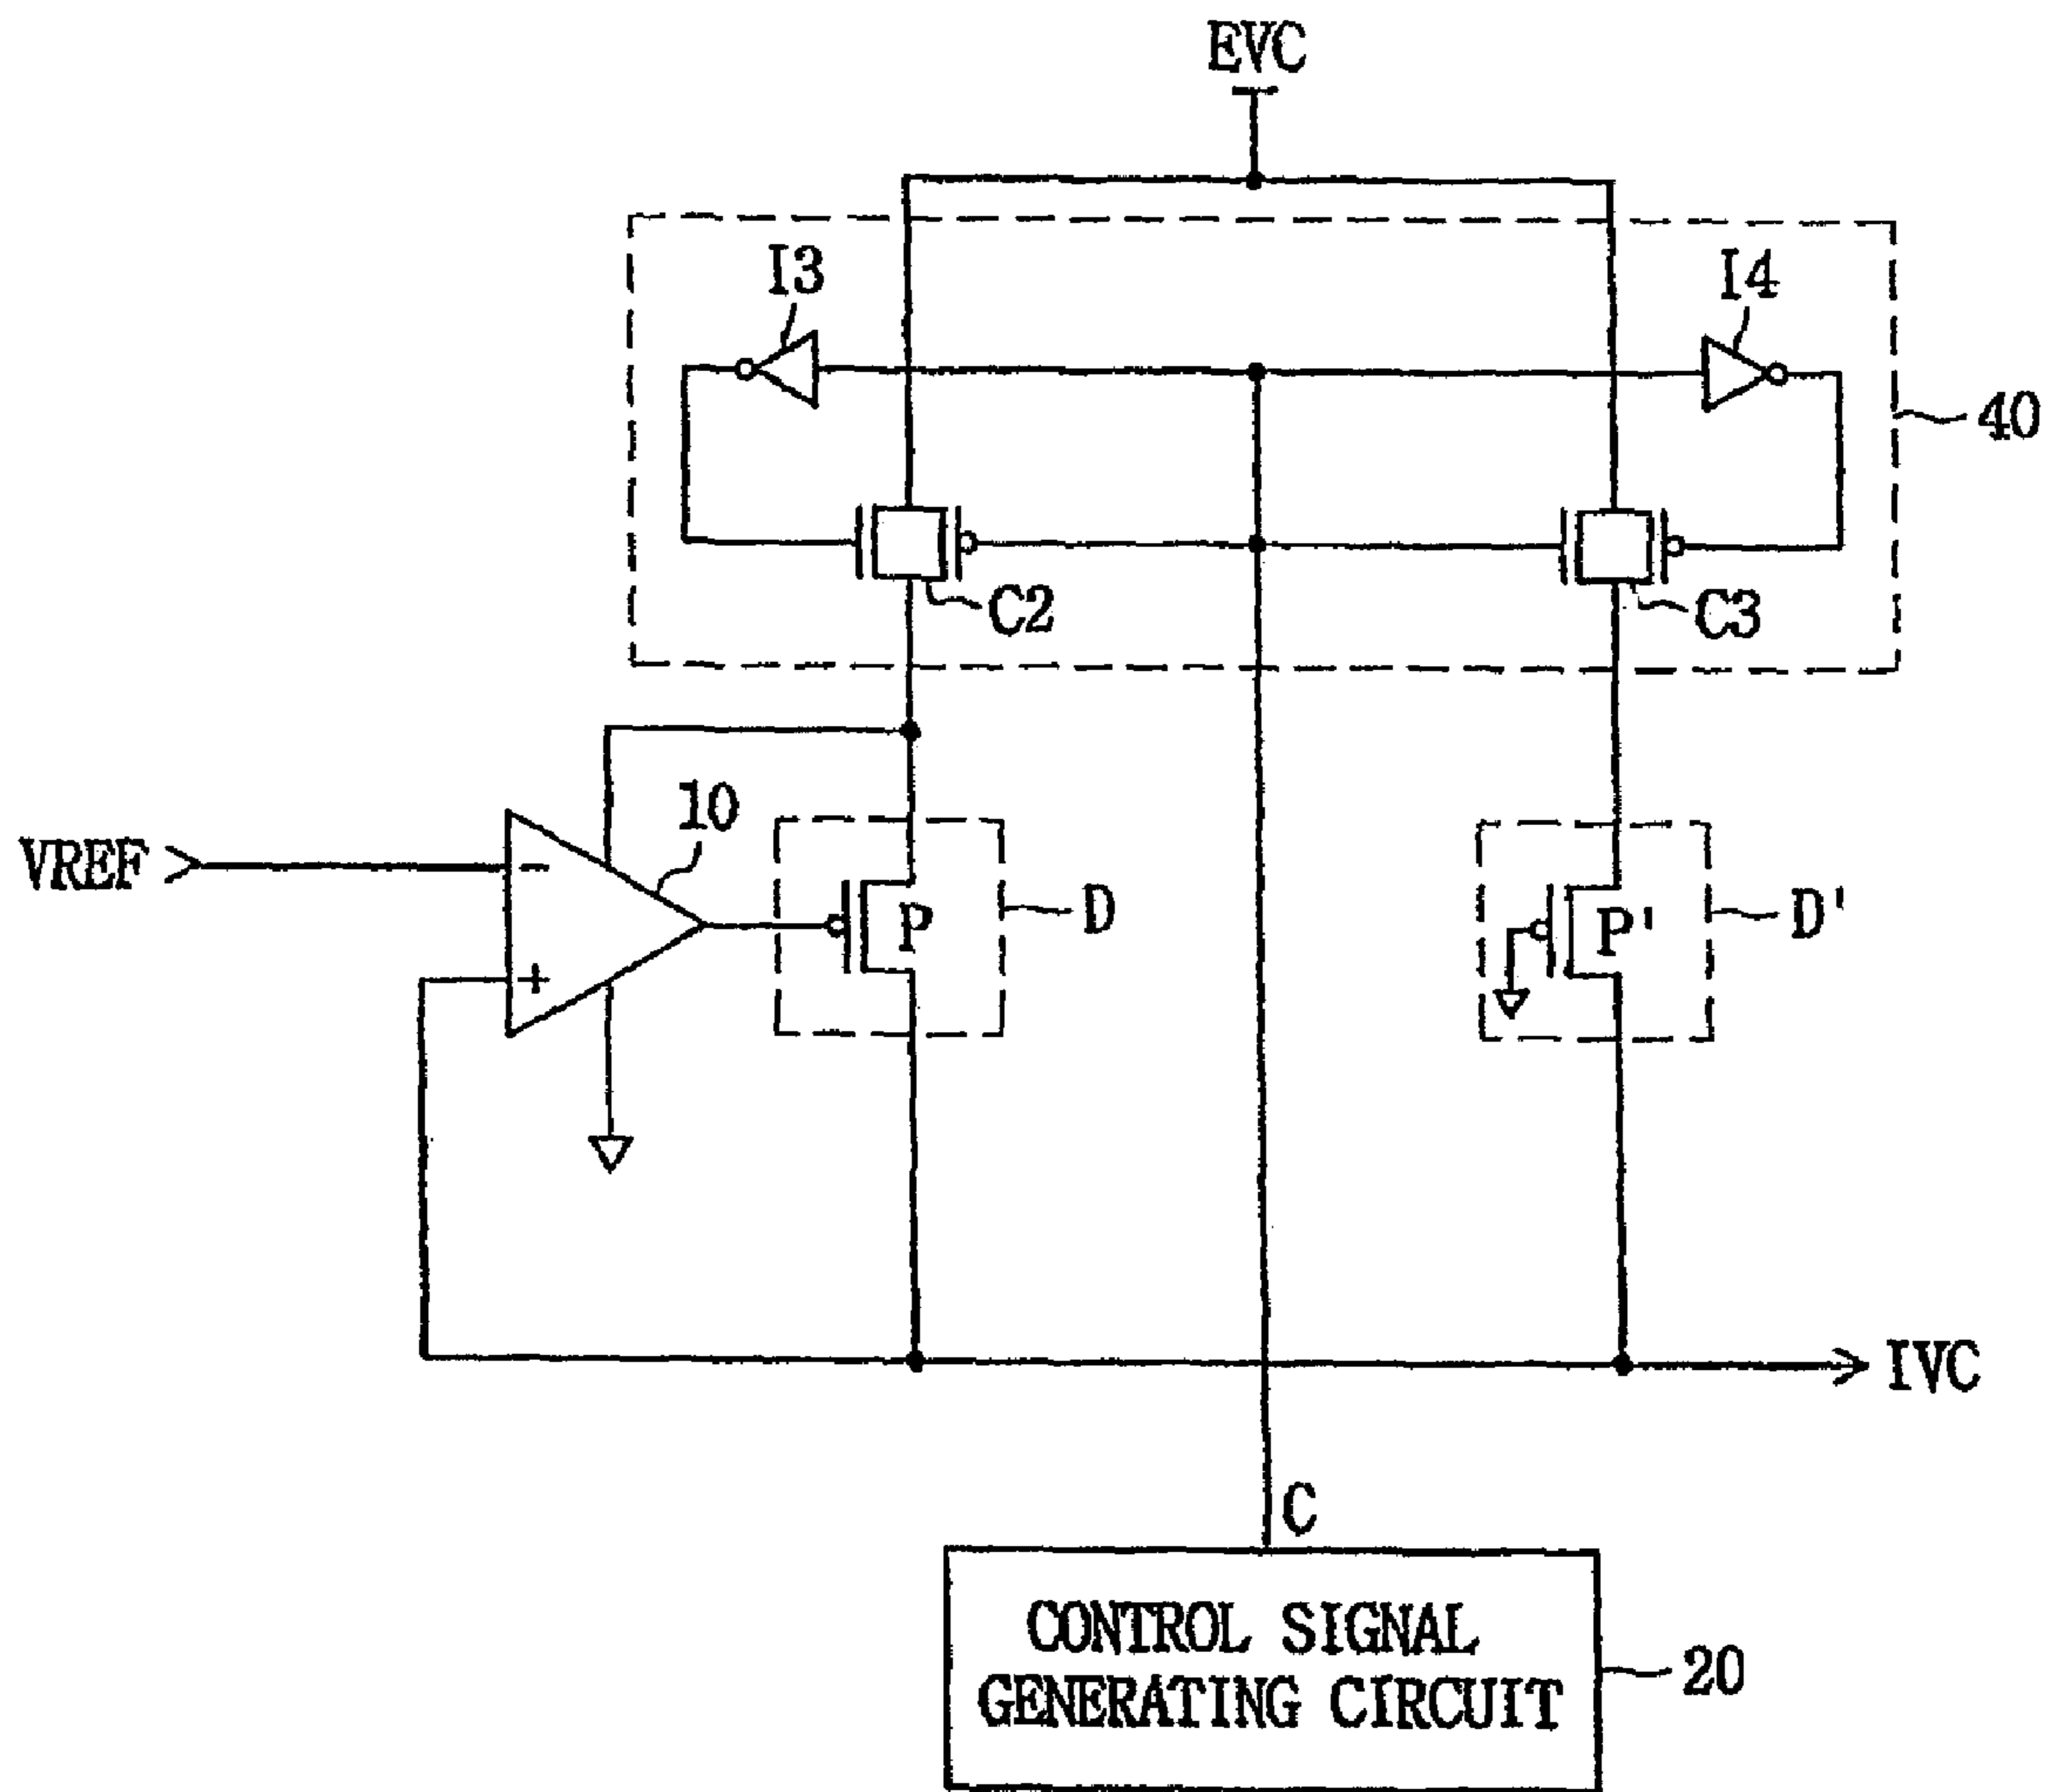 EVC
I3
I4
40
C2
C3
10
VREF
-
+
P
D
P'
D'
IVC
C
CONTROL SIGNAL
GENERATING CIRCUIT
20